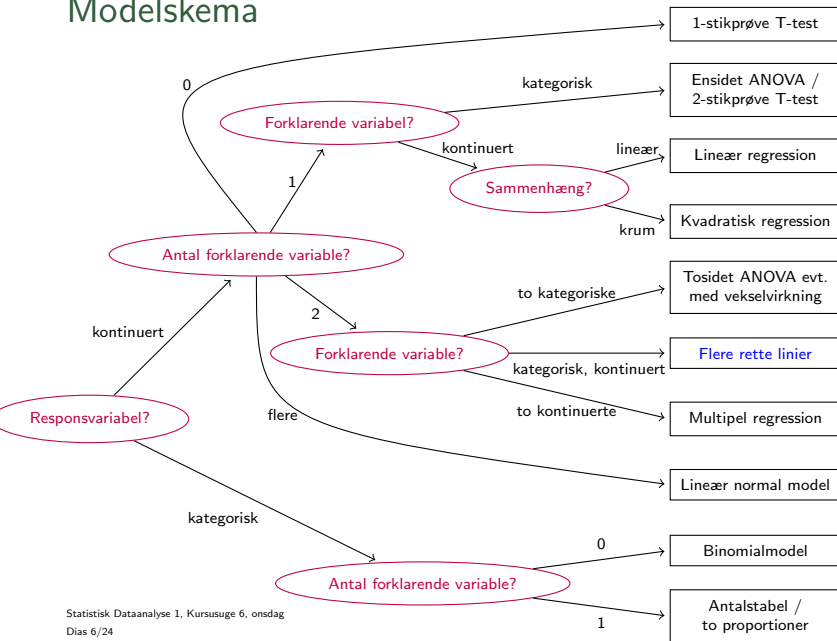 Modelskema
1-stikprøve T-test
0
kategorisk
Ensidet ANOVA /
2-stikprøve T-test
Forklarende variabel?
kontinuert
lineær
Lineær regression
1
Sammenhæng?
krum
Kvadratisk regression
Antal forklarende variable?
to kategoriske
Tosidet ANOVA evt.
med vekselvirkning
2
kontinuert
Forklarende variable?
kategorisk, kontinuert
Flere rette linier
to kontinuerte
Multipel regression
Responsvariabel?
flere
Lineær normal model
kategorisk
0
Binomialmodel
Antal forklarende variable?
1
Antalstabel /
to proportioner
Statistisk Dataanalyse 1, Kursusuge 6, onsdag
Dias 6/24